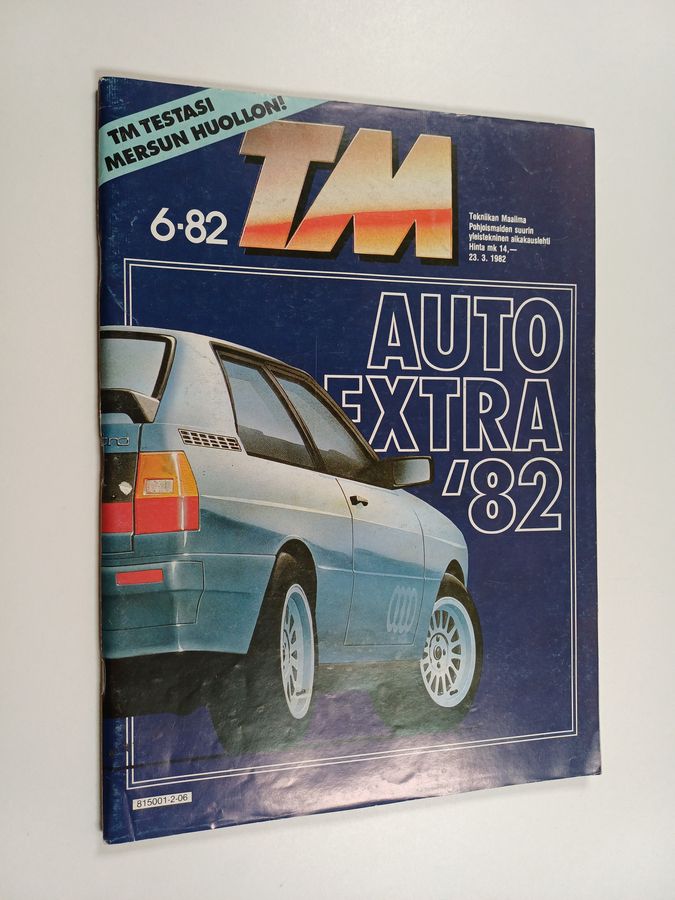 TM TESTASI
MERSUN HUOLLON!
TM
6·82
Tekniikan Maailma
Pohjoismaiden suurin
yleistekninen aikakauslehti
Hinta mk 14,—
23. 3. 1982
AUTO
EXTRA
'82
815001-2-06